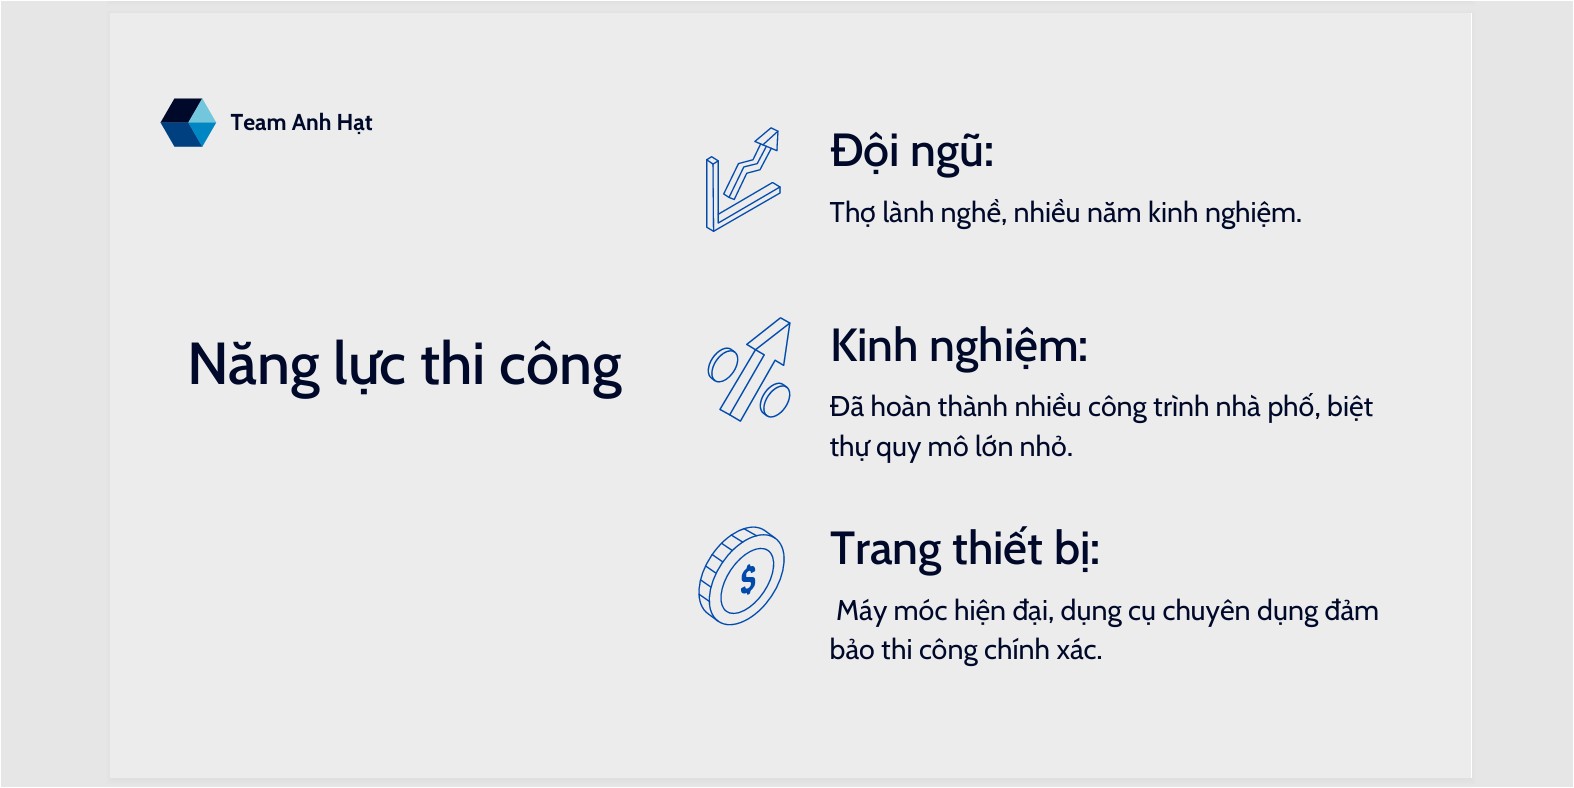 Team Anh Hạt
Năng lực thi công
Đội ngũ:
Thợ lành nghề, nhiều năm kinh nghiệm.
Kinh nghiệm:
Đã hoàn thành nhiều công trình nhà phố, biệt
thự quy mô lớn nhỏ.
$
Trang thiết bị:
Máy móc hiện đại, dụng cụ chuyên dụng đảm
bảo thi công chính xác.